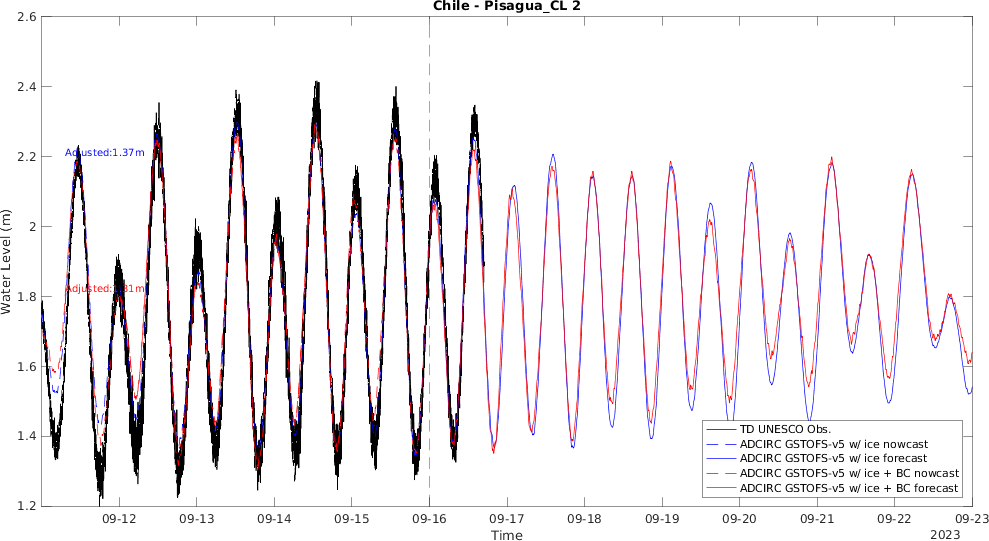 Chile - Pisagua_CL 2
Water Level (m)
2.6
2.4
2.2
2
1.8
1.6
1.4
1.2
Adjusted:1.37m
09-12
09-13
09-14
09-15
09-16
09-17
09-18
09-19
09-20
09-21
09-22
09-23
Time
2023
TD UNESCO Obs.
ADCIRC GSTOFS-v5 w/ ice nowcast
ADCIRC GSTOFS-v5 w/ ice forecast
ADCIRC GSTOFS-v5 w/ ice + BC nowcast
ADCIRC GSTOFS-v5 w/ ice + BC forecast